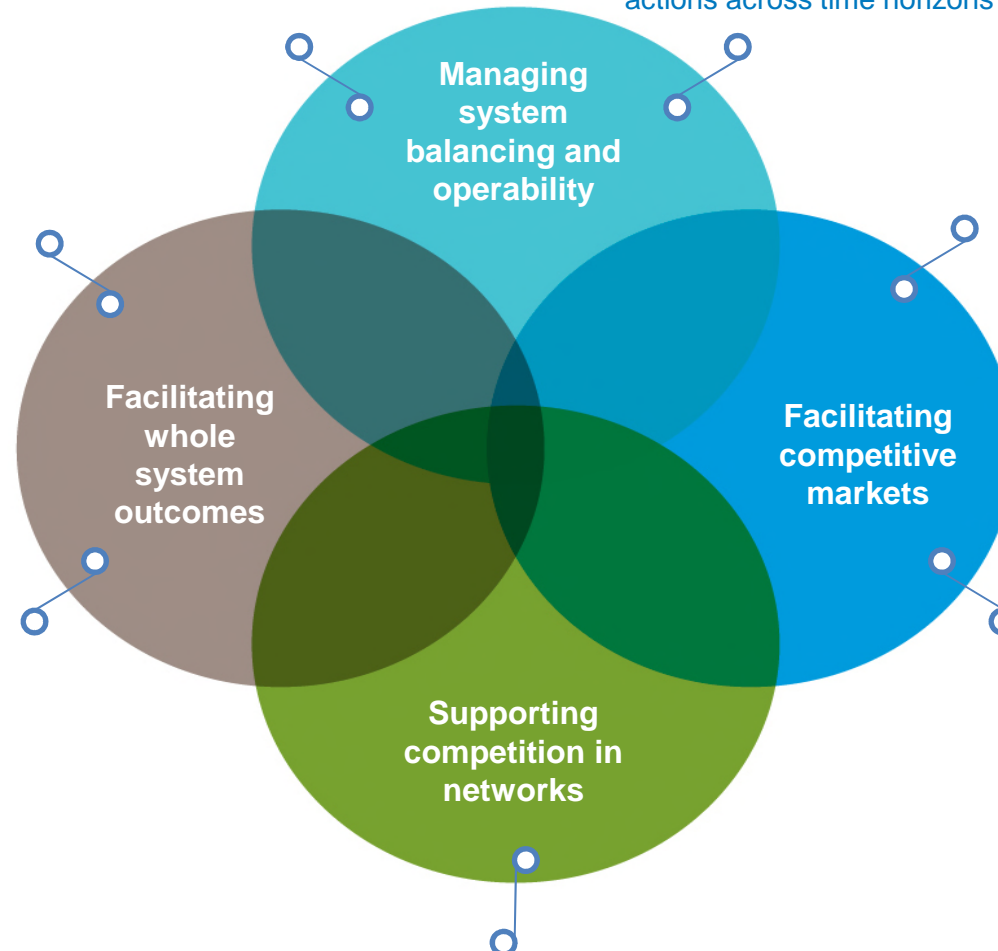 actions across time horizons
Managing
system
balancing and
operability
Facilitating
whole
system
outcomes
Facilitating
competitive
markets
Supporting
competition in
networks